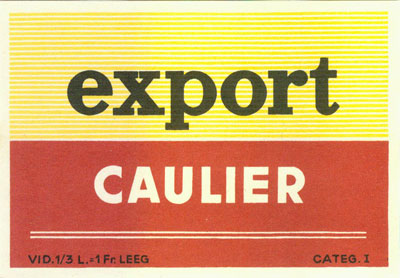 export
CAULIER
VID.1/3 L.=1 Fr. LEEG
CATEG. I